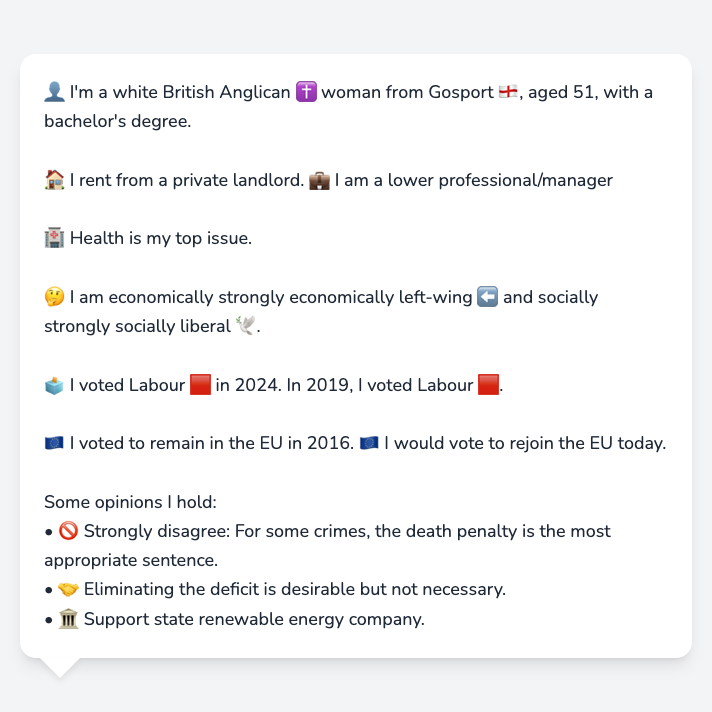 👤 I'm a white British Anglican ✝️ woman from Gosport 🏴󠁧󠁢󠁥󠁮󠁧󠁿, aged 51, with a
bachelor's degree.
🏠 I rent from a private landlord. 💼 I am a lower professional/manager
🏥 Health is my top issue.
🤔 I am economically strongly economically left-wing ⬅️ and socially
strongly socially liberal 🕊️.
🗳️ I voted Labour 🟥 in 2024. In 2019, I voted Labour 🟥.
🇪🇺 I voted to remain in the EU in 2016. 🇪🇺 I would vote to rejoin the EU today.
Some opinions I hold:
• 🚫 Strongly disagree: For some crimes, the death penalty is the most
appropriate sentence.
• 🤝 Eliminating the deficit is desirable but not necessary.
• 🏛️ Support state renewable energy company.